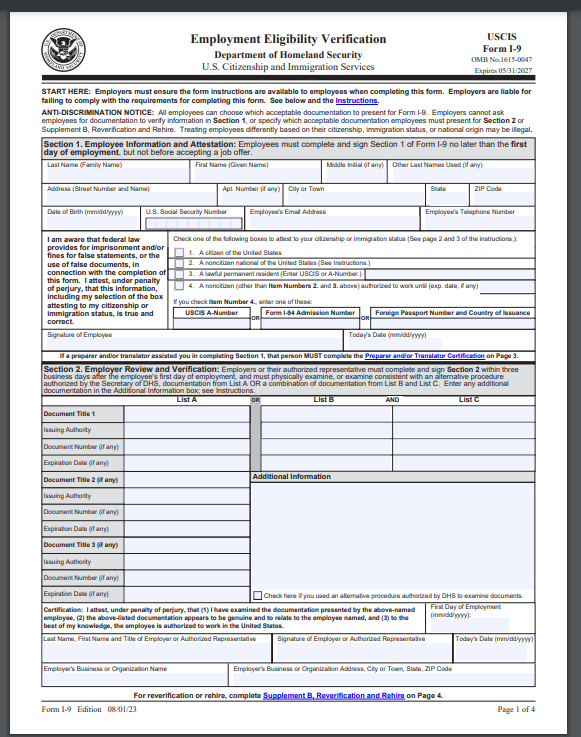 Employment Eligibility Verification
Department of Homeland Security
U.S. Citizenship and Immigration Services
USCIS
Form I-9
OMB No.1615-0047
Expires 05/31/2027
START HERE: Employers must ensure the form instructions are available to employees when completing this form. Employers are liable for
failing to comply with the requirements for completing this form. See below and the Instructions.
ANTI-DISCRIMINATION NOTICE: All employees can choose which acceptable documentation to present for Form I-9. Employers cannot ask
employees for documentation to verify information in Section 1, or specify which acceptable documentation employees must present for Section 2 or
Supplement B, Reverification and Rehire. Treating employees differently based on their citizenship, immigration status, or national origin may be illegal.
Section 1. Employee Information and Attestation: Employees must complete and sign Section 1 of Form I-9 no later than the first
day of employment, but not before accepting a job offer.
Last Name (Family Name) First Name (Given Name) Middle Initial (if any) Other Last Names Used (if any)
Address (Street Number and Name) Apt. Number (if any) City or Town State ZIP Code
Date of Birth (mm/dd/yyyy) U.S. Social Security Number Employee's Email Address Employee's Telephone Number
I am aware that federal law
provides for imprisonment and/or
fines for false statements, or the
use of false documents, in
connection with the completion of
this form. I attest, under penalty
of perjury, that this information,
including my selection of the box
attesting to my citizenship or
immigration status, is true and
correct.
Check one of the following boxes to attest to your citizenship or immigration status (See page 2 and 3 of the instructions.):
1. A citizen of the United States
2. A noncitizen national of the United States (See Instructions.)
3. A lawful permanent resident (Enter USCIS or A-Number.)
4. A noncitizen (other than Item Numbers 2. and 3. above) authorized to work until (exp. date, if any)
If you check Item Number 4., enter one of these:
USCIS A-Number OR Form I-94 Admission Number OR Foreign Passport Number and Country of Issuance
Signature of Employee Today's Date (mm/dd/yyyy)
If a preparer and/or translator assisted you in completing Section 1, that person MUST complete the Preparer and/or Translator Certification on Page 3.
Section 2. Employer Review and Verification: Employers or their authorized representative must complete and sign Section 2 within three
business days after the employee's first day of employment, and must physically examine, or examine consistent with an alternative procedure
authorized by the Secretary of DHS, documentation from List A OR a combination of documentation from List B and List C. Enter any additional
documentation in the Additional Information box; see Instructions.
List A OR List B AND List C
Document Title 1
Issuing Authority
Document Number (if any)
Expiration Date (if any)
Document Title 2 (if any) Additional Information
Issuing Authority
Document Number (if any)
Expiration Date (if any)
Document Title 3 (if any)
Issuing Authority
Document Number (if any)
Expiration Date (if any) Check here if you used an alternative procedure authorized by DHS to examine documents.
Certification: I attest, under penalty of perjury, that (1) I have examined the documentation presented by the above-named
employee, (2) the above-listed documentation appears to be genuine and to relate to the employee named, and (3) to the
best of my knowledge, the employee is authorized to work in the United States.
First Day of Employment
(mm/dd/yyyy):
Last Name, First Name and Title of Employer or Authorized Representative Signature of Employer or Authorized Representative Today's Date (mm/dd/yyyy)
Employer's Business or Organization Name Employer's Business or Organization Address, City or Town, State, ZIP Code
For reverification or rehire, complete Supplement B, Reverification and Rehire on Page 4.
Form I-9 Edition 08/01/23 Page 1 of 4